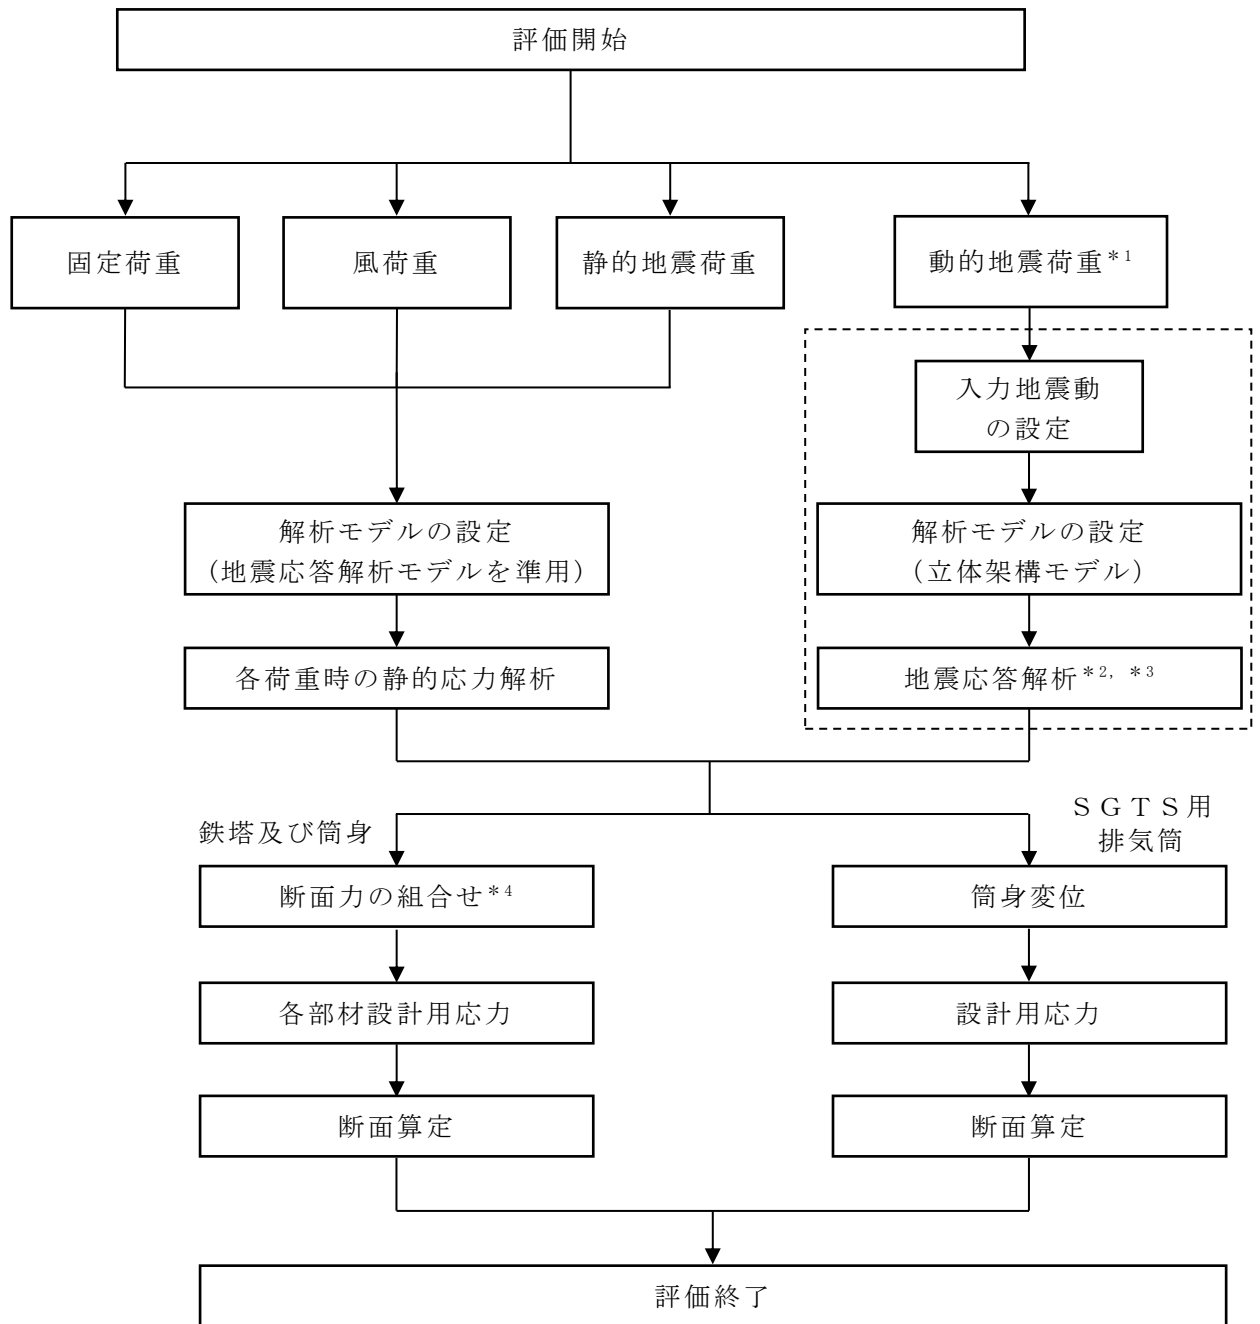 評価開始
固定荷重
風荷重
静的地震荷重
動的地震荷重*1
入力地震動
の設定
解析モデルの設定
(地震応答解析モデルを準用)
解析モデルの設定
(立体架構モデル)
各荷重時の静的応力解析
地震応答解析*2, *3
鉄塔及び筒身
SGTS用
排気筒
断面力の組合せ*4
筒身変位
各部材設計用応力
設計用応力
断面算定
断面算定
評価終了